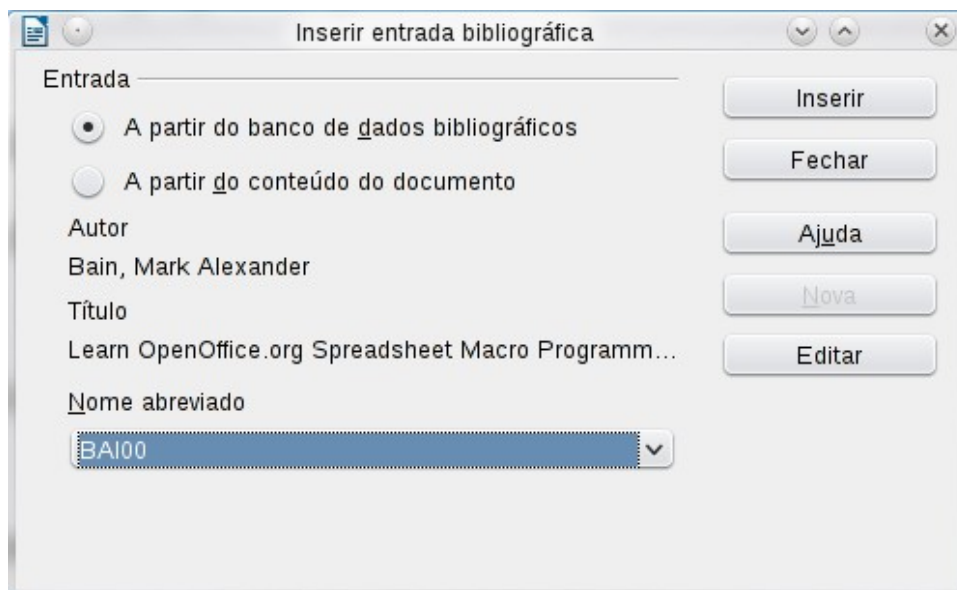 Inserir entrada bibliográfica
Entrada
A partir do banco de dados bibliográficos
A partir do conteúdo do documento
Autor
Bain, Mark Alexander
Título
Learn OpenOffice.org Spreadsheet Macro Programm...
Nome abreviado
BAI00
Inserir
Fechar
Ajuda
Nova
Editar